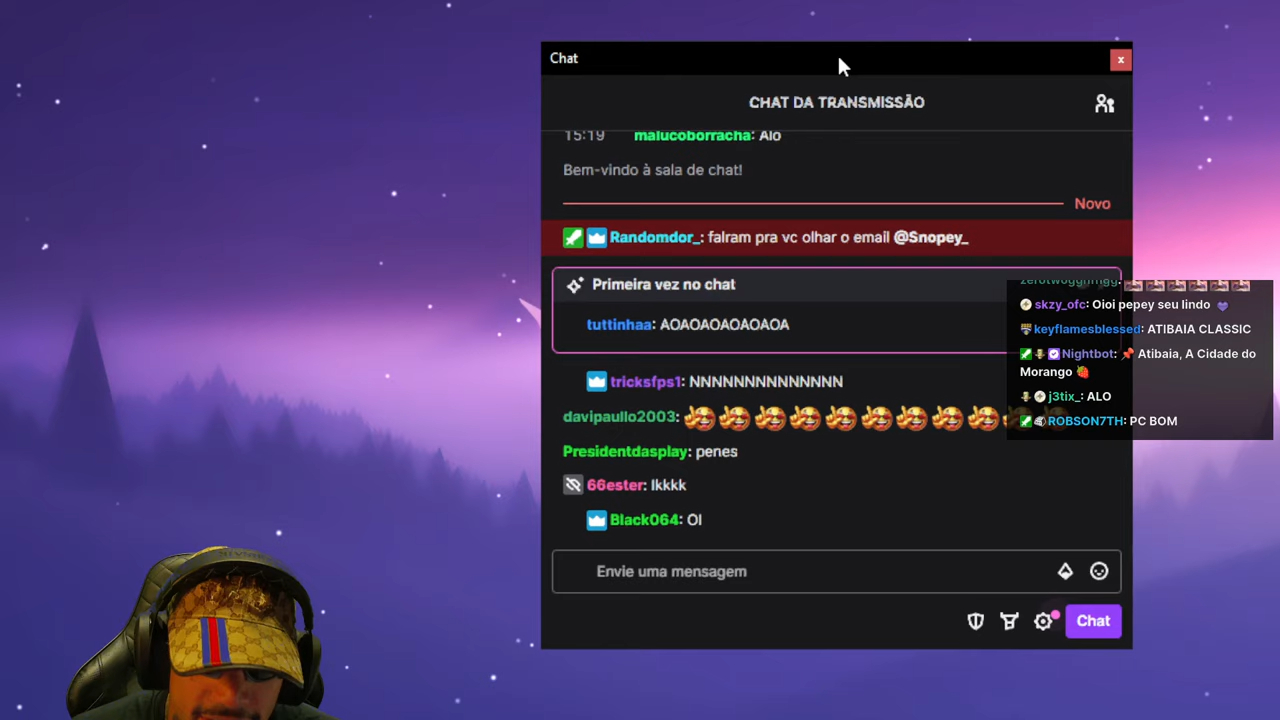 Chat
x
CHAT DA TRANSMISSÃO
15:19 malucoborracha: Alo
Bem-vindo à sala de chat!
Novo
Randomdor_: falram pra vc olhar o email @Snopey_
Primeira vez no chat
tuttinhaa: AOAOAOAOAOAOA
tricksfps1: NNNNNNNNNNNNNN
davipaullo2003:
Presidentdasplay: penes
66ester: lkkkk
Black064: OI
Envie uma mensagem
Chat
skzy_ofc: Oioi pepey seu lindo 💜
keyflamesblessed: ATIBAIA CLASSIC
Nightbot: 📌 Atibaia, A Cidade do
Morango 🍓
j3tix_: ALO
ROBSON7TH: PC BOM